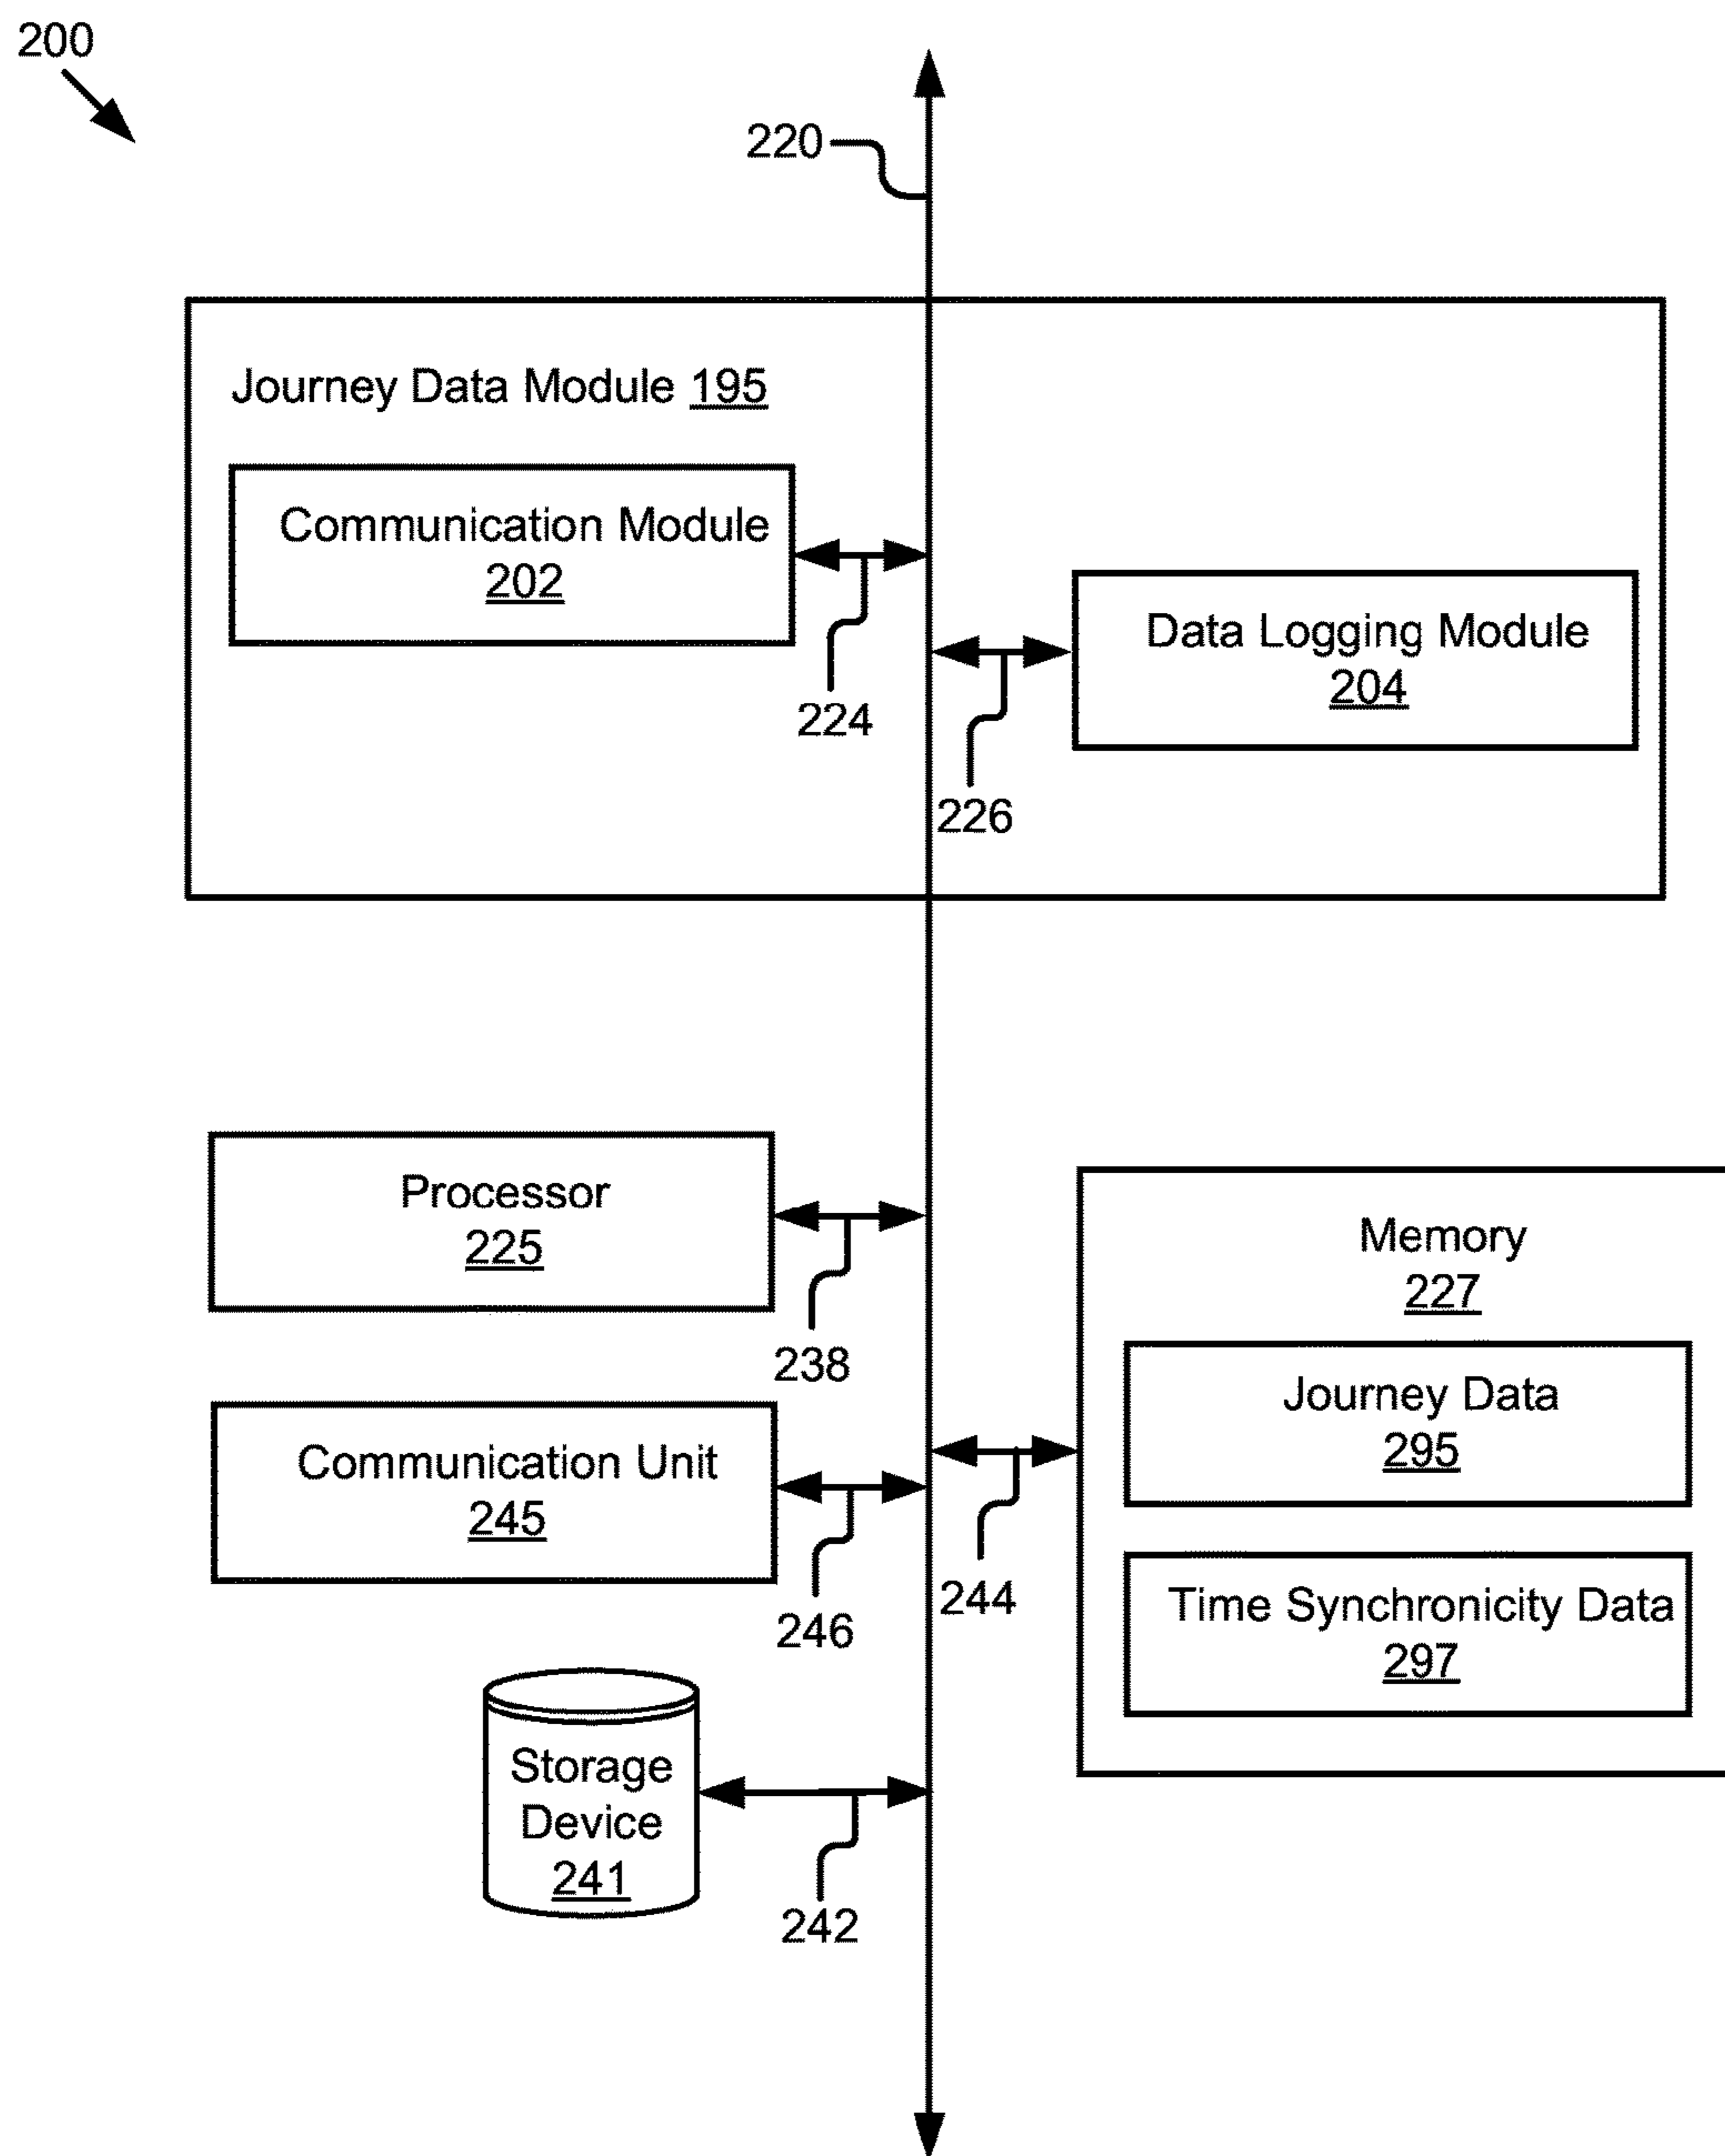 200
220
Journey Data Module 195
Communication Module
202
224
Data Logging Module
204
226
Processor
225
238
Memory
227
Journey Data
295
Communication Unit
245
246
244
Time Synchronicity Data
297
Storage
Device
241
242